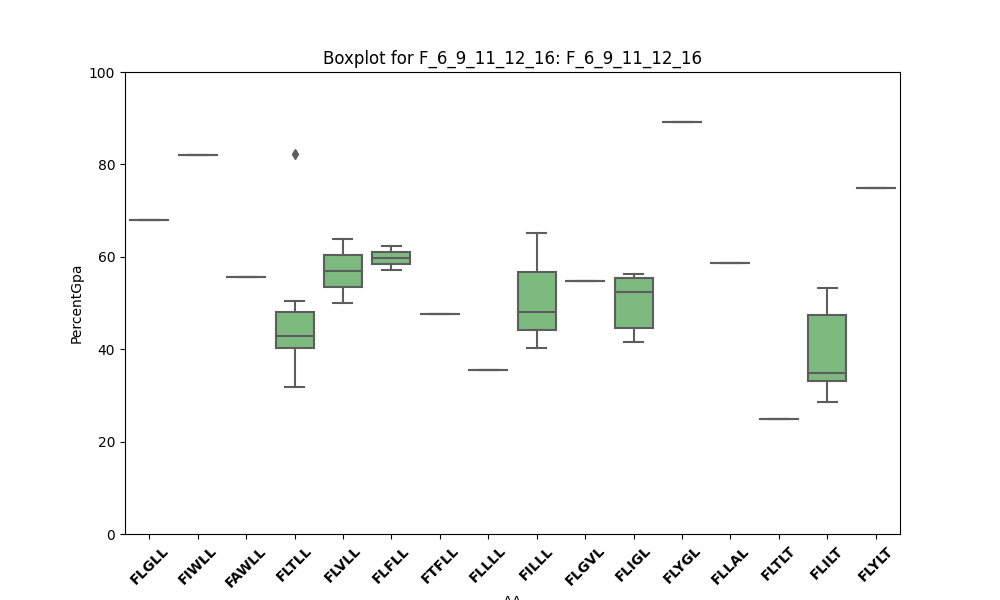 Boxplot for F_6_9_11_12_16: F_6_9_11_12_16
PercentGpa
100
80
60
40
20
0
FLGLL
FIWLL
FAWLL
FLTLL
FLVLL
FLFLL
FTFLL
FLLLL
FILLL
FLGVL
FLIGL
FLYGL
FLLAL
FLTLT
FLILT
FLYLT
AA